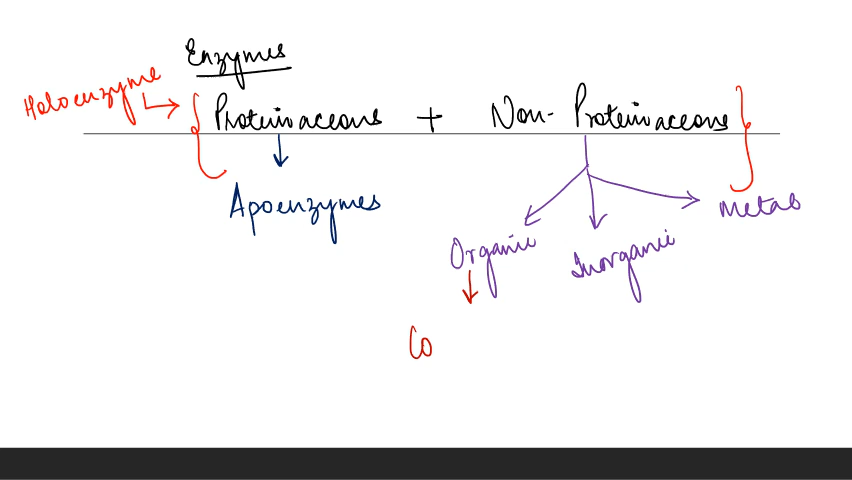 Enzymes
Holoenzyme
Proteinaceous + Non-Proteinaceous
Apoenzymes
Metals
Organic
Inorganic
Co